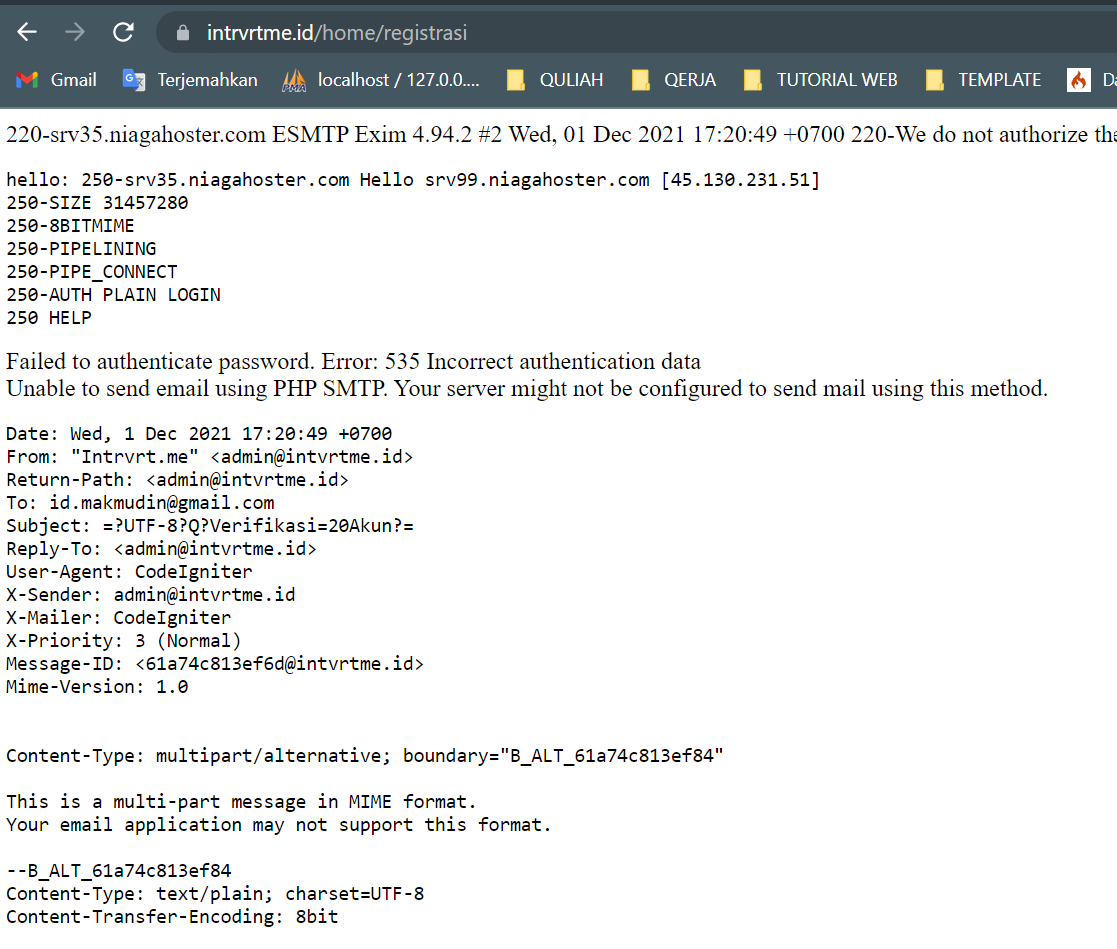 intrvrtme.id/home/registrasi
Gmail Terjemahkan localhost / 127.0.0.... QULIAH QERJA TUTORIAL WEB TEMPLATE
220-srv35.niagahoster.com ESMTP Exim 4.94.2 #2 Wed, 01 Dec 2021 17:20:49 +0700 220-We do not authorize the
hello: 250-srv35.niagahoster.com Hello srv99.niagahoster.com [45.130.231.51]
250-SIZE 31457280
250-8BITMIME
250-PIPELINING
250-PIPE_CONNECT
250-AUTH PLAIN LOGIN
250 HELP
Failed to authenticate password. Error: 535 Incorrect authentication data
Unable to send email using PHP SMTP. Your server might not be configured to send mail using this method.
Date: Wed, 1 Dec 2021 17:20:49 +0700
From: "Intrvrt.me" <admin@intvrtme.id>
Return-Path: <admin@intvrtme.id>
To: id.makmudin@gmail.com
Subject: =?UTF-8?Q?Verifikasi=20Akun?=
Reply-To: <admin@intvrtme.id>
User-Agent: CodeIgniter
X-Sender: admin@intvrtme.id
X-Mailer: CodeIgniter
X-Priority: 3 (Normal)
Message-ID: <61a74c813ef6d@intvrtme.id>
Mime-Version: 1.0
Content-Type: multipart/alternative; boundary="B_ALT_61a74c813ef84"
This is a multi-part message in MIME format.
Your email application may not support this format.
--B_ALT_61a74c813ef84
Content-Type: text/plain; charset=UTF-8
Content-Transfer-Encoding: 8bit